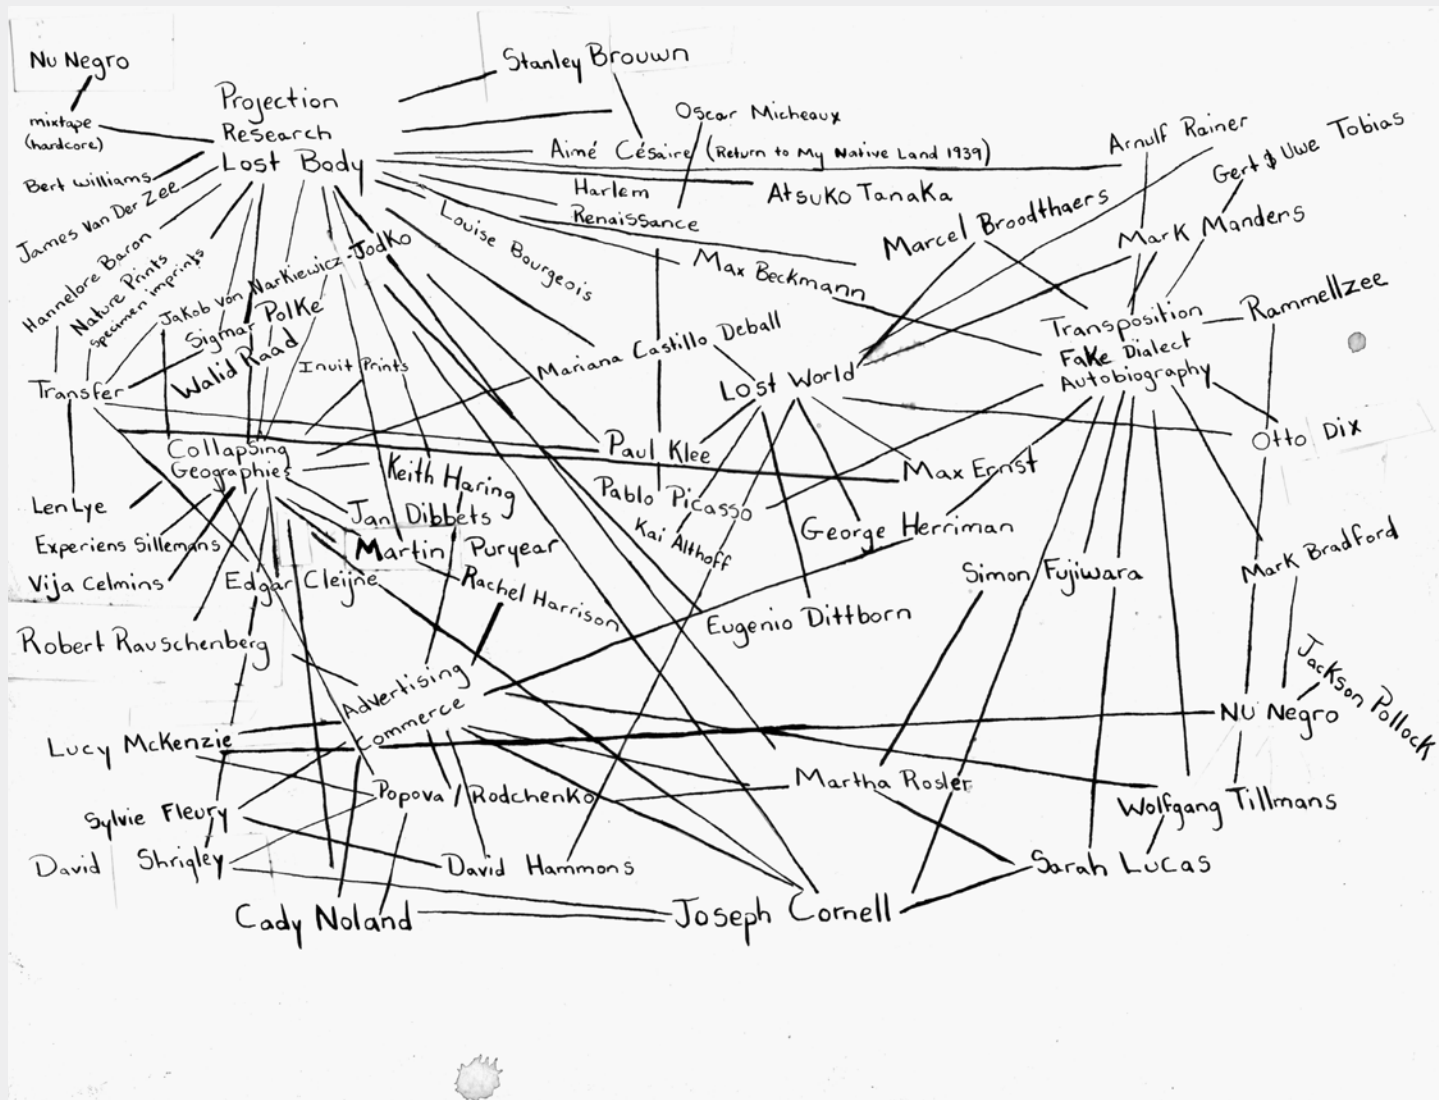 Nu Negro
Stanley Brouwn
Projection
Research
Lost Body
mixtape
(hardcore)
Oscar Micheaux
Aimé Césaire (Return to My Native Land 1939)
Arnulf Rainer
Gert $ Uwe Tobias
Bert Williams
James Van Der Zee
Harlem
Renaissance
Atsuko Tanaka
Marcel Broodthaers
Mark Manders
Hannelore Baron
Nature Prints
specimen imprints
Jakob von Narkiewicz-Jodko
Louise Bourgeois
Max Beckmann
Sigmar Polke
Walid Raad
Inuit Prints
Mariana Castillo Deball
Transposition
Fake Dialect
Autobiography
Rammellzee
Transfer
Lost World
Otto Dix
Collapsing
Geographies
Keith Haring
Paul Klee
Max Ernst
Len Lye
Jan Dibbets
Pablo Picasso
Kai Althoff
George Herriman
Experiens Sillemans
Martin Puryear
Mark Bradford
Vija Celmins
Edgar Cleijne
Rachel Harrison
Simon Fujiwara
Eugenio Dittborn
Robert Rauschenberg
Jackson Pollock
Advertising
Commerce
NU Negro
Lucy McKenzie
Popova / Rodchenko
Martha Rosler
Wolfgang Tillmans
Sylvie Fleury
David Shrigley
David Hammons
Sarah Lucas
Cady Noland
Joseph Cornell